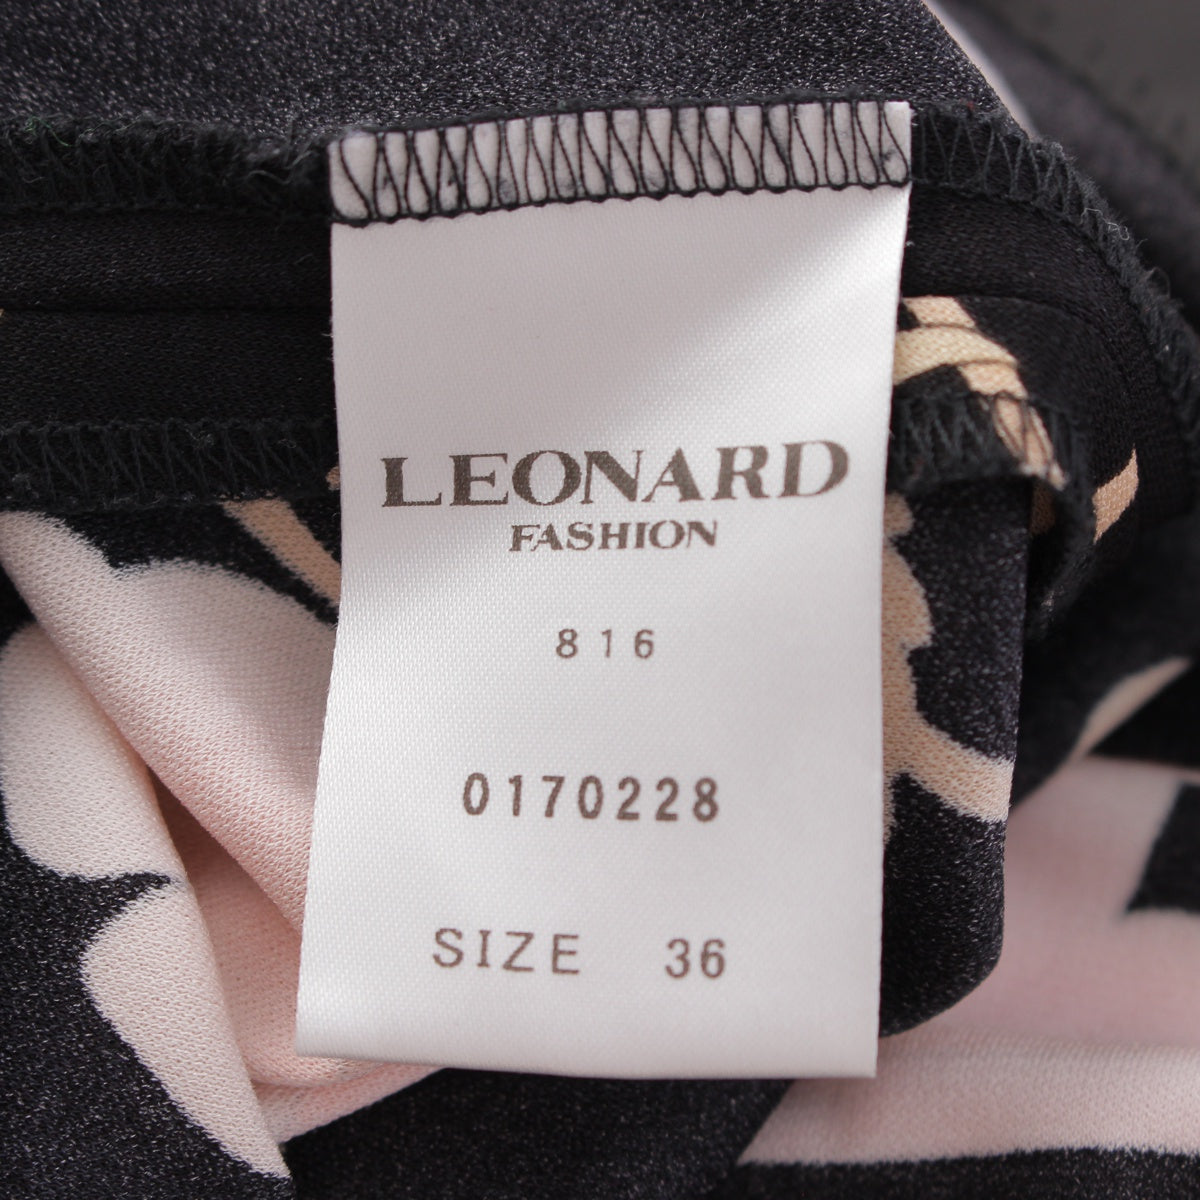 LEONARD
FASHION
816
0170228
SIZE 36